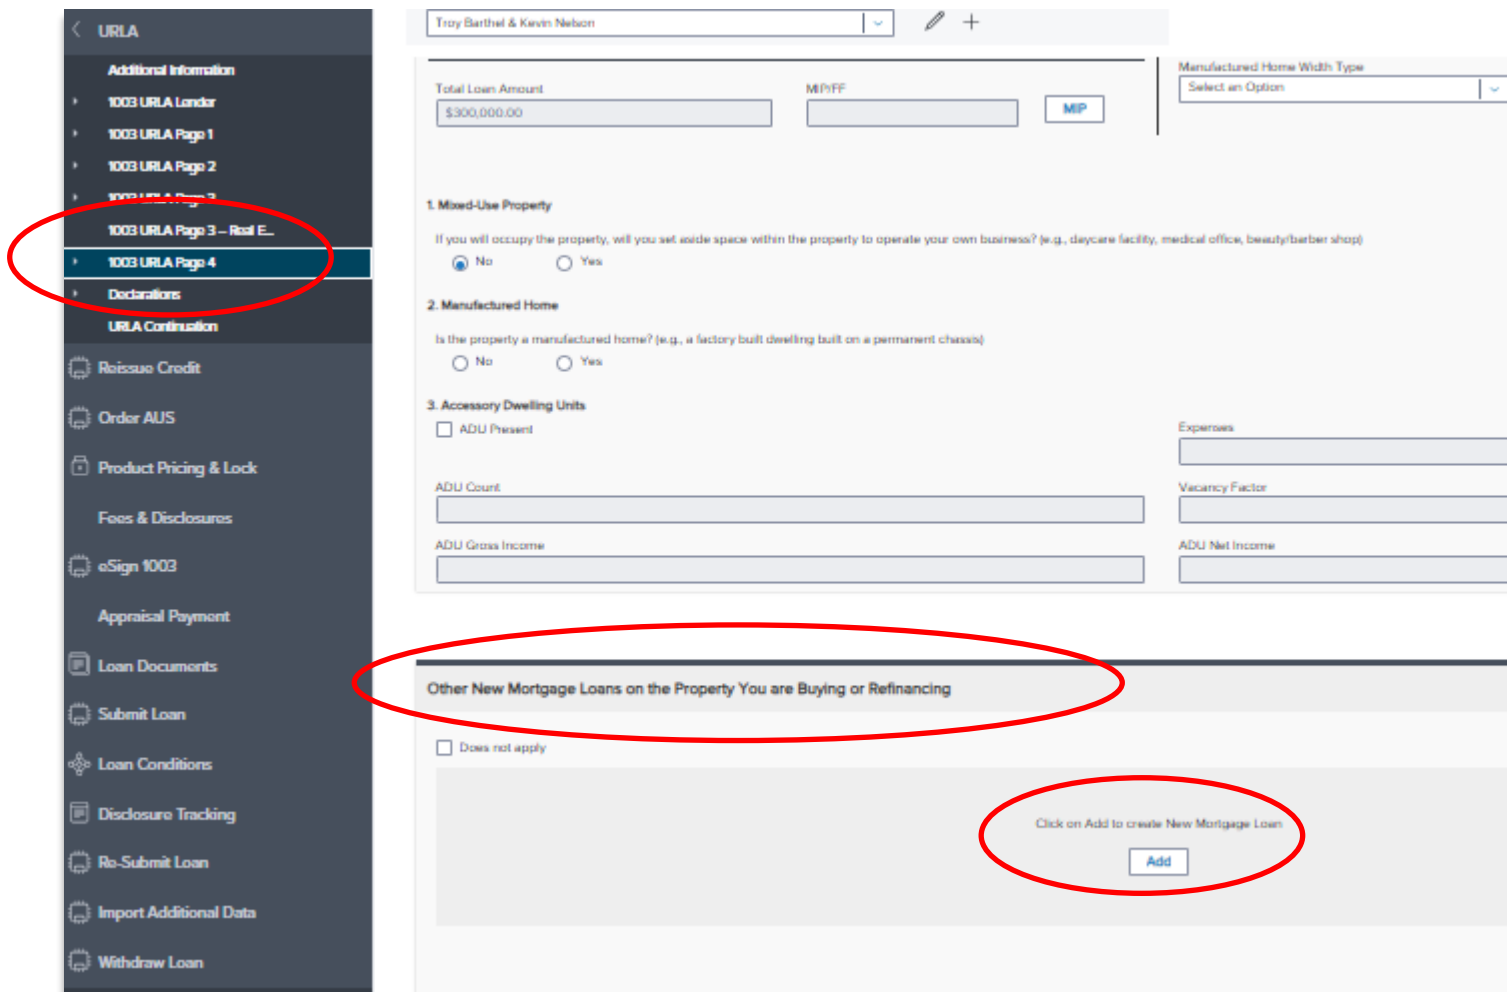 URLA
Additional Information
1003 URLA Lender
1003 URLA Page 1
1003 URLA Page 2
1003 URLA Page 3
1003 URLA Page 3 – Real E...
1003 URLA Page 4
Declarations
URLA Continuation
Reissue Credit
Order AUS
Product Pricing & Lock
Fees & Disclosures
eSign 1003
Appraisal Payment
Loan Documents
Submit Loan
Loan Conditions
Disclosure Tracking
Re-Submit Loan
Import Additional Data
Withdraw Loan
Troy Barthel & Kevin Nelson
Total Loan Amount
$300,000.00
MIP/FF
MIP
Manufactured Home Width Type
Select an Option
1. Mixed-Use Property
If you will occupy the property, will you set aside space within the property to operate your own business? (e.g., daycare facility, medical office, beauty/barber shop)
No Yes
2. Manufactured Home
Is the property a manufactured home? (e.g., a factory built dwelling built on a permanent chassis)
No Yes
3. Accessory Dwelling Units
ADU Present
Expenses
ADU Count
Vacancy Factor
ADU Gross Income
ADU Net Income
Other New Mortgage Loans on the Property You are Buying or Refinancing
Does not apply
Click on Add to create New Mortgage Loan
Add